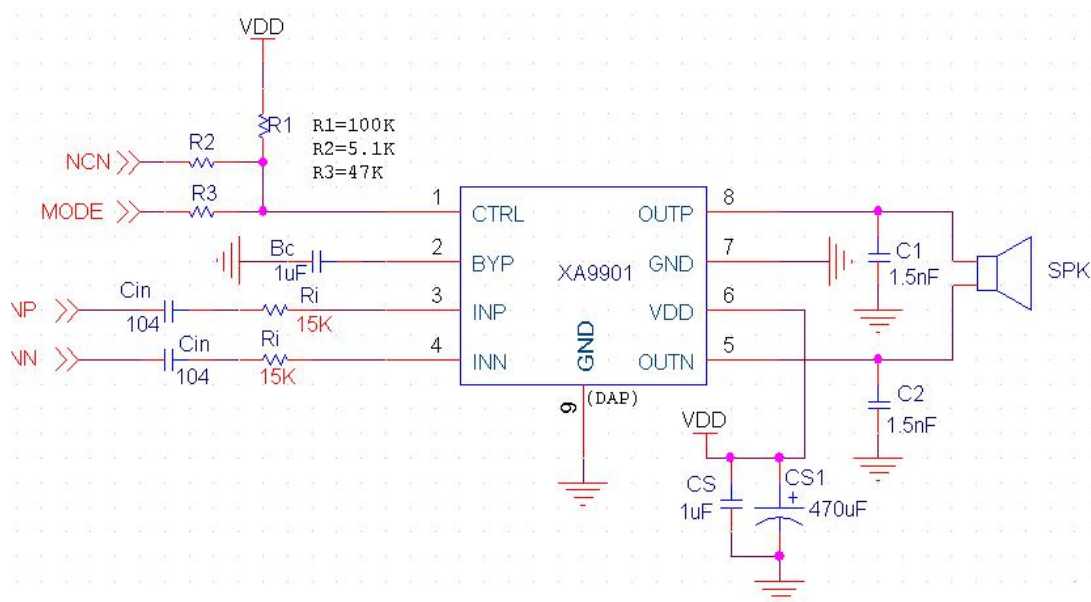 VDD
R1
R1=100K
R2=5.1K
R3=47K
R2
NCN
R3
MODE
1
CTRL
OUTP
8
Bc
1uF
2
BYP
XA9901
GND
7
C1
1.5nF
SPK
NP
Cin
104
Ri
15K
3
INP
VDD
6
NN
Cin
104
Ri
15K
4
INN
GND
OUTN
5
9
(DAP)
C2
1.5nF
VDD
CS
1uF
CS1
+
470uF